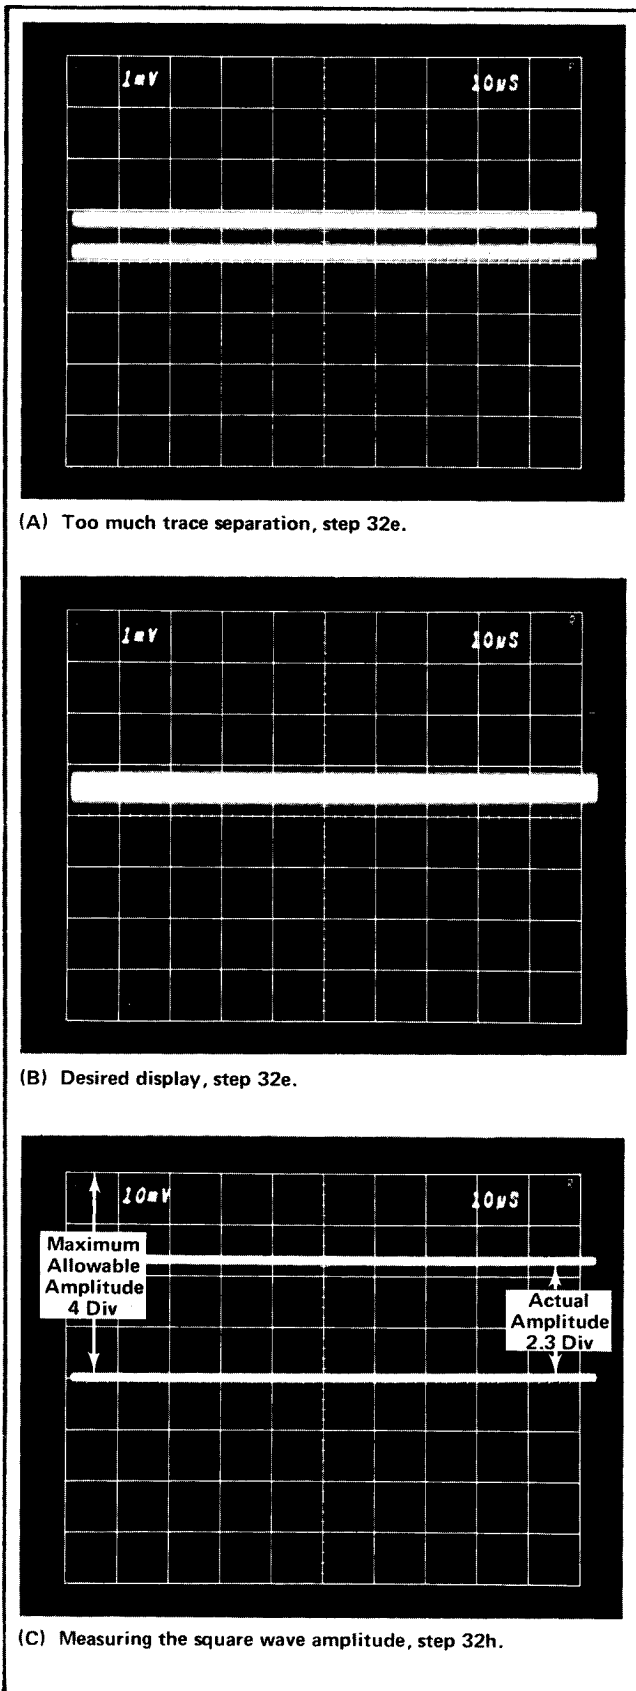 1mV 10µS
(A) Too much trace separation, step 32e.
1mV 10µS
(B) Desired display, step 32e.
10mV 10µS
Maximum
Allowable
Amplitude
4 Div
Actual
Amplitude
2.3 Div
(C) Measuring the square wave amplitude, step 32h.